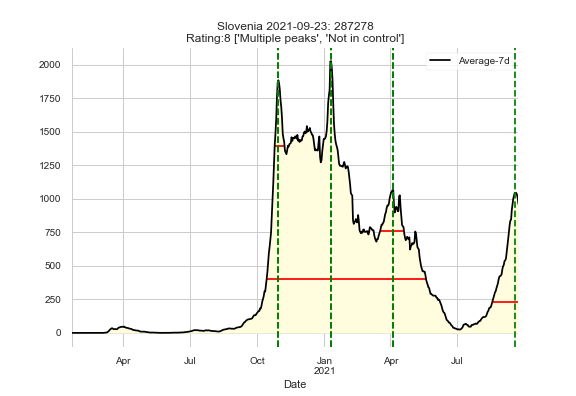 Slovenia 2021-09-23: 287278
Rating:8 ['Multiple peaks', 'Not in control']
Average-7d
2000
1750
1500
1250
1000
750
500
250
0
Apr Jul Oct Jan Apr Jul
2021
Date